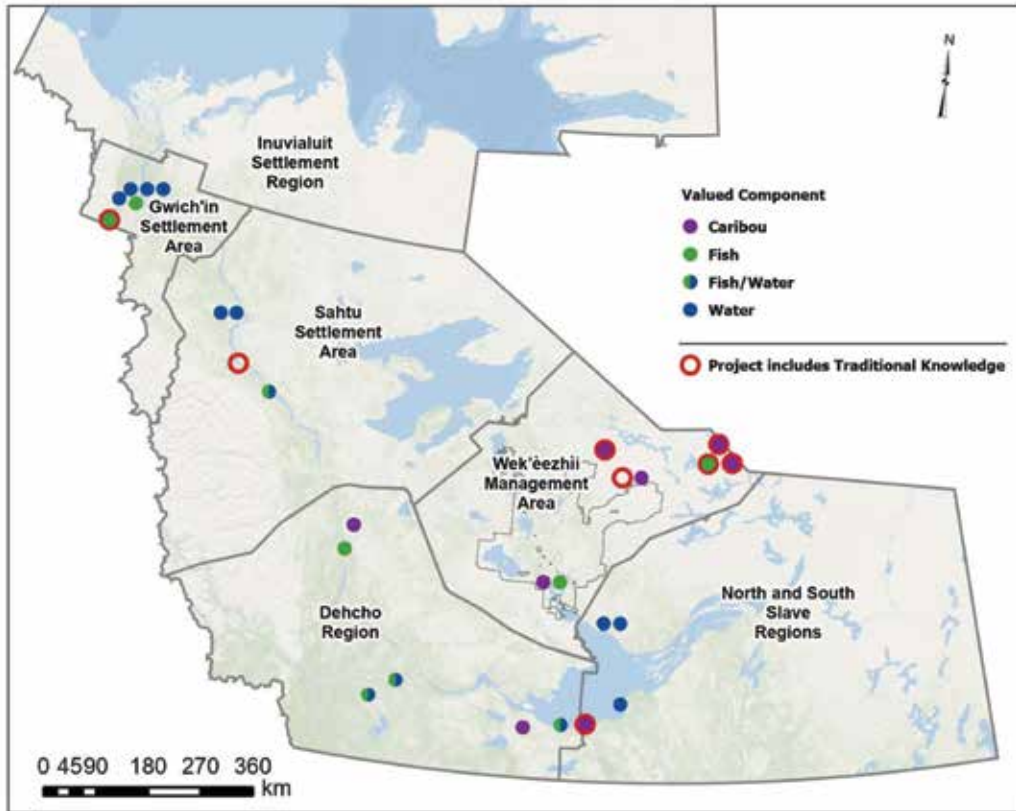 N
Inuvialuit
Settlement
Region
Gwich'in
Settlement
Area
Sahtu
Settlement
Area
Wek'èezhìi
Management
Area
Dehcho
Region
North and South
Slave
Regions
Valued Component
Caribou
Fish
Fish/Water
Water
Project includes Traditional Knowledge
0 4590 180 270 360
km